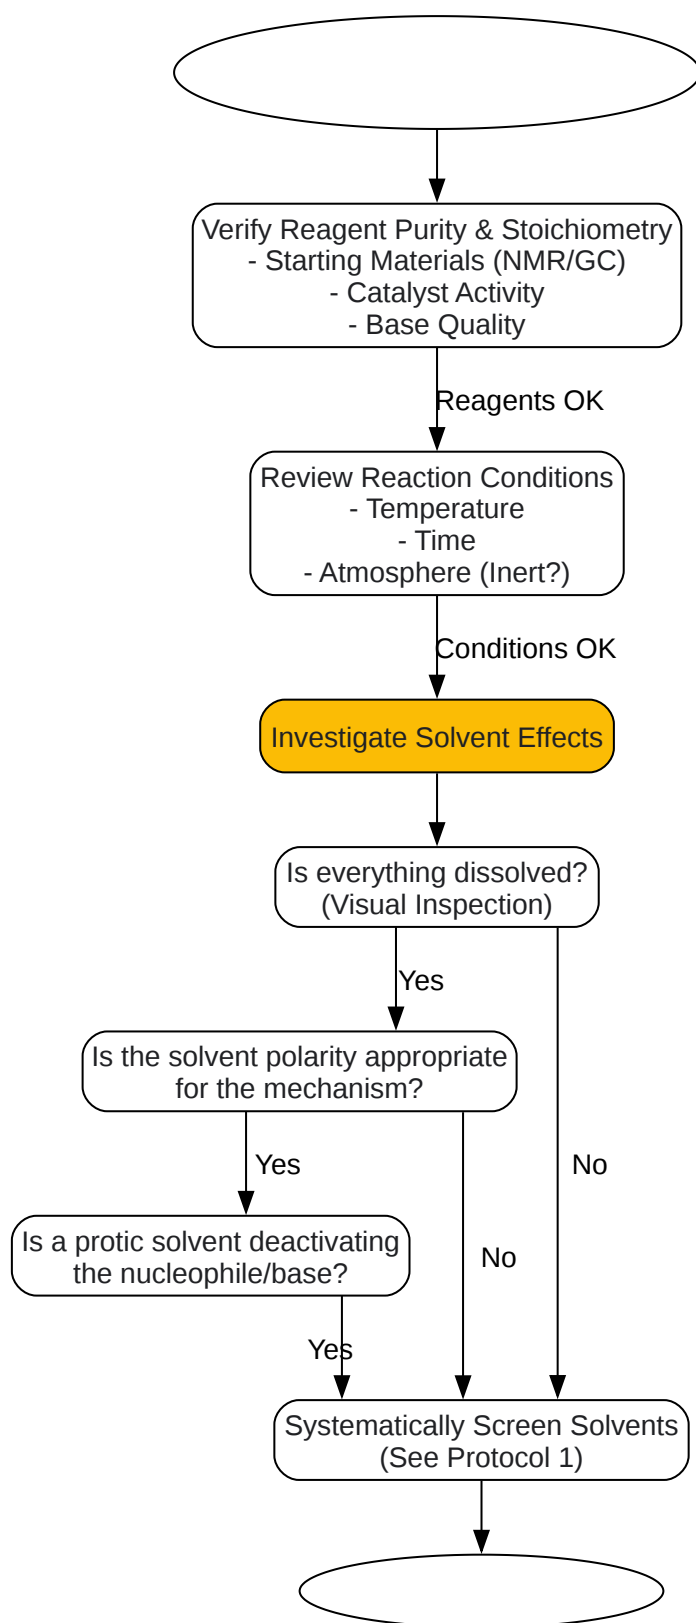 Verify Reagent Purity & Stoichiometry
- Starting Materials (NMR/GC)
- Catalyst Activity
- Base Quality
Reagents OK
Review Reaction Conditions
- Temperature
- Time
- Atmosphere (Inert?)
Conditions OK
Investigate Solvent Effects
Is everything dissolved?
(Visual Inspection)
Yes
Is the solvent polarity appropriate
for the mechanism?
Yes
No
Is a protic solvent deactivating
the nucleophile/base?
No
Yes
Systematically Screen Solvents
(See Protocol 1)